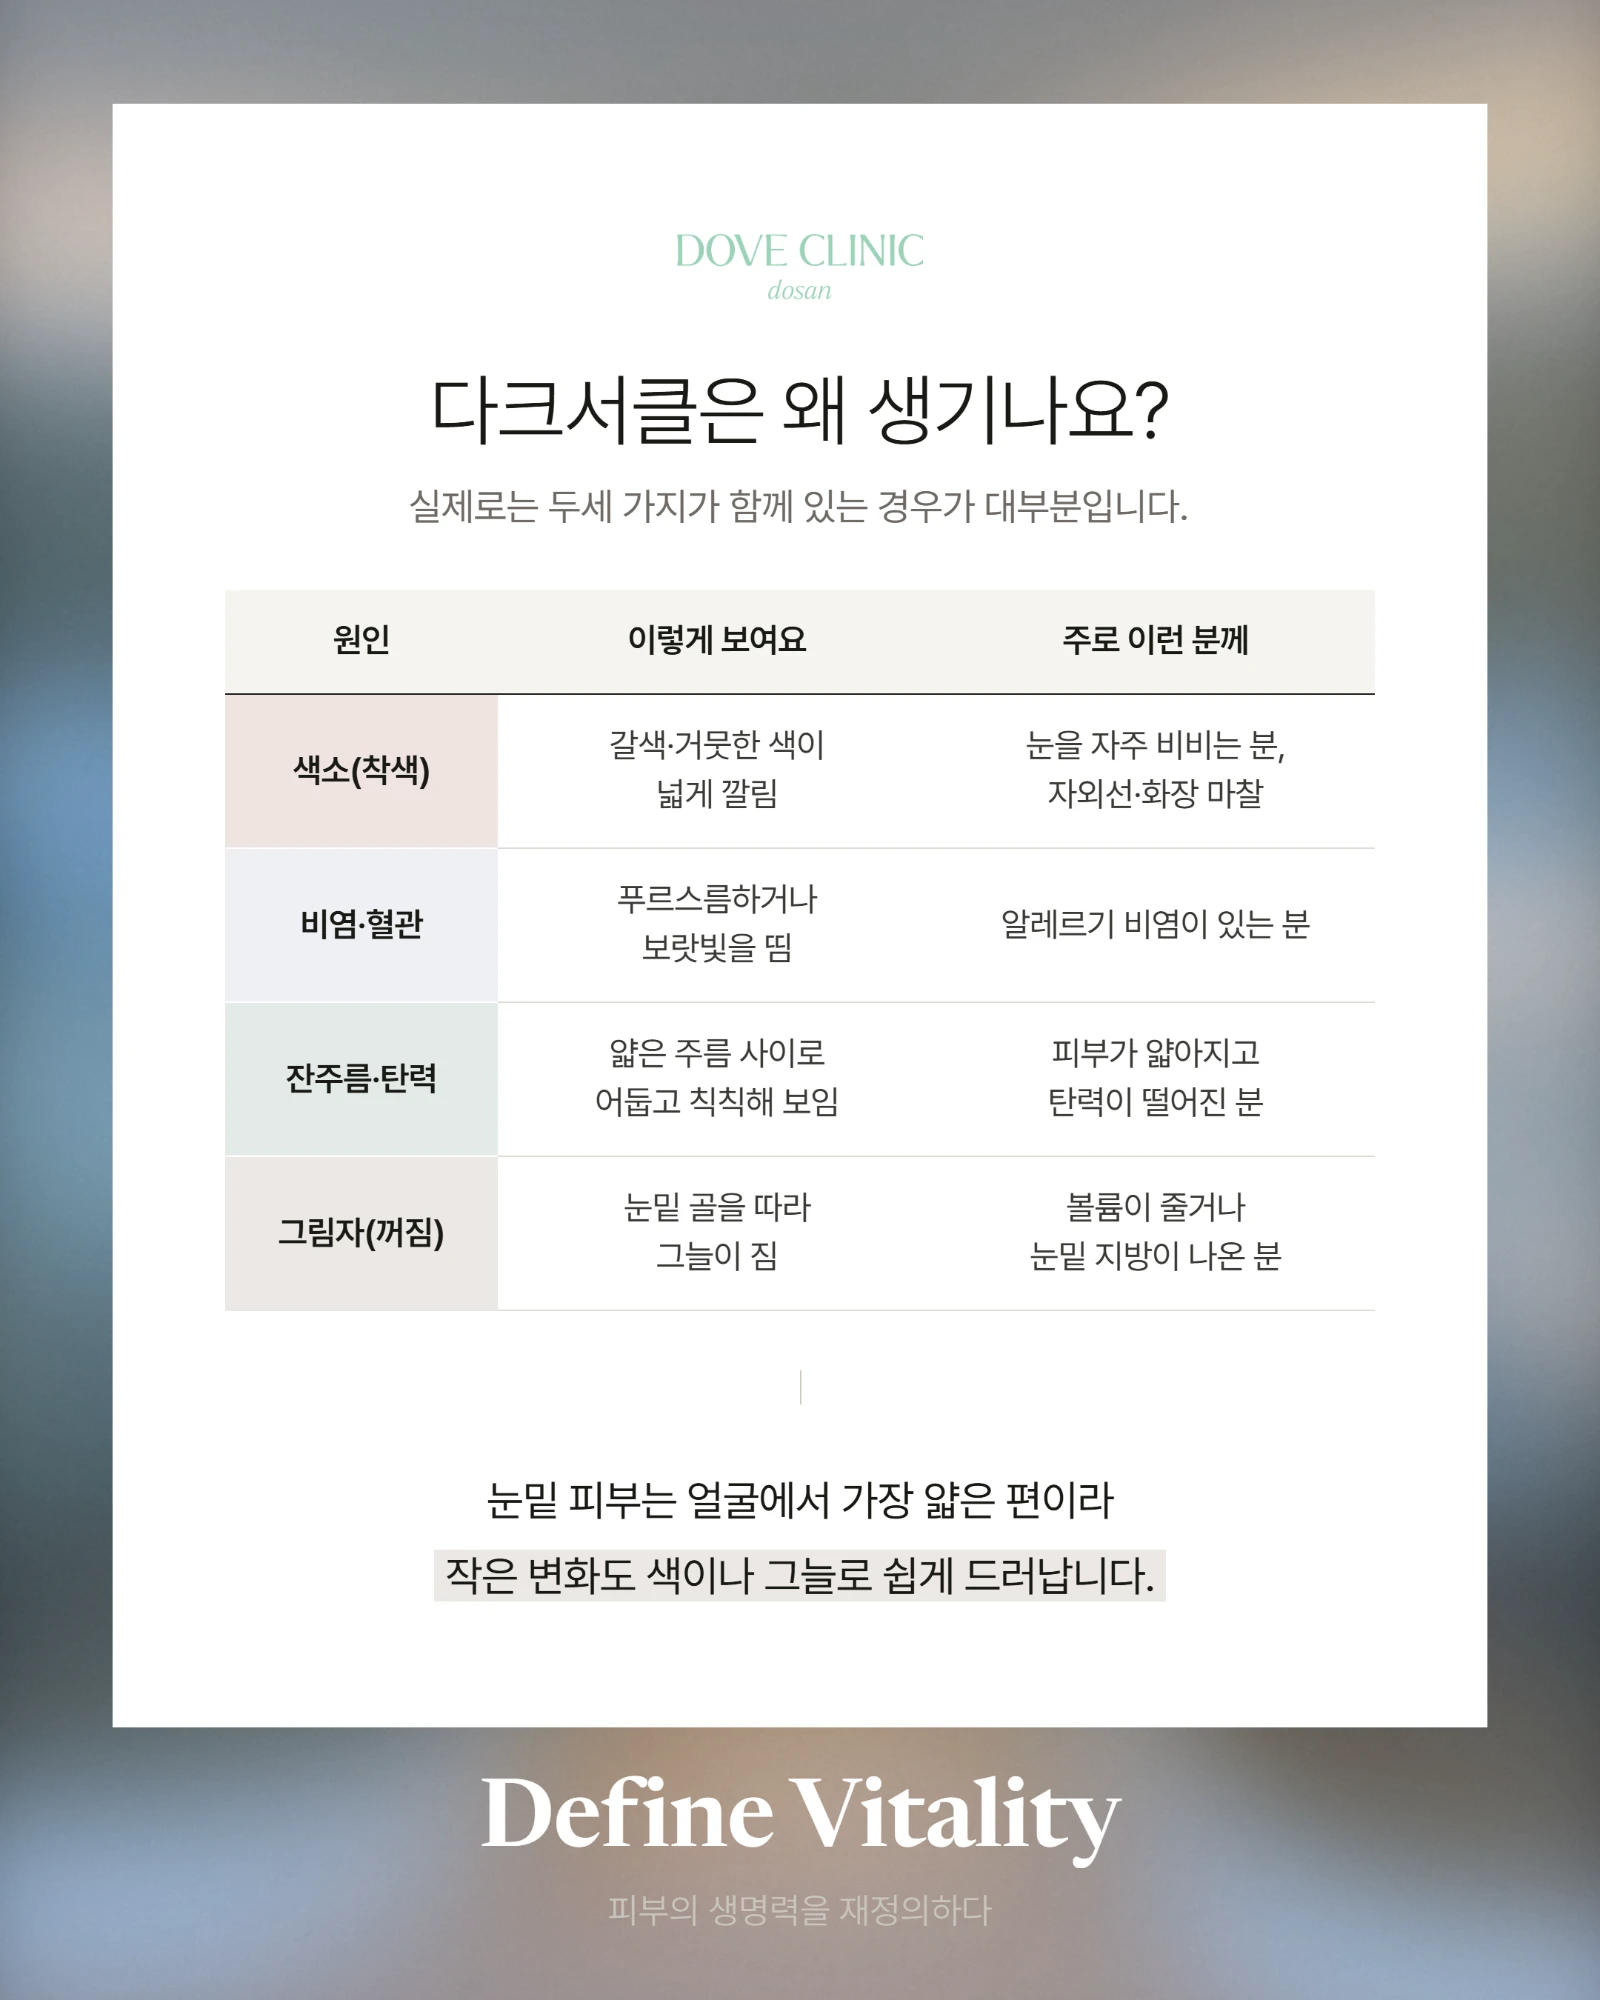 DOVE CLINIC
dosan
다크서클은 왜 생기나요?
실제로는 두세 가지가 함께 있는 경우가 대부분입니다.
원인 이렇게 보여요 주로 이런 분께
색소(착색)
갈색·거뭇한 색이
넓게 깔림
눈을 자주 비비는 분,
자외선·화장 마찰
비염·혈관
푸르스름하거나
보랏빛을 띰
알레르기 비염이 있는 분
잔주름·탄력
얇은 주름 사이로
어둡고 칙칙해 보임
피부가 얇아지고
탄력이 떨어진 분
그림자(꺼짐)
눈밑 골을 따라
그늘이 짐
볼륨이 줄거나
눈밑 지방이 나온 분
눈밑 피부는 얼굴에서 가장 얇은 편이라
작은 변화도 색이나 그늘로 쉽게 드러납니다.
Define Vitality
피부의 생명력을 재정의하다